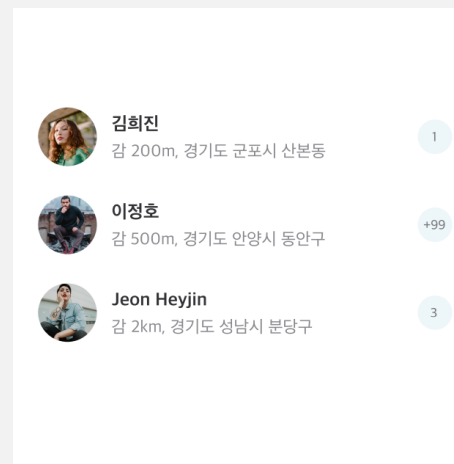 김희진
감 200m, 경기도 군포시 산본동
1
이정호
감 500m, 경기도 안양시 동안구
+99
Jeon Heyjin
감 2km, 경기도 성남시 분당구
3